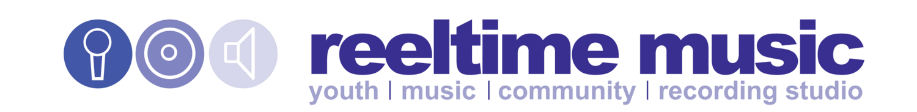 reeltime music
youth | music | community | recording studio